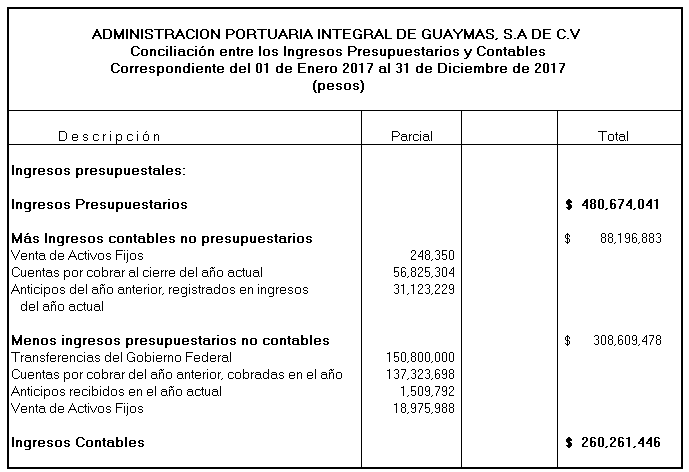 ADMINISTRACION PORTUARIA INTEGRAL DE GUAYMAS, S.A DE C.V
Conciliación entre los Ingresos Presupuestarios y Contables
Correspondiente del 01 de Enero 2017 al 31 de Diciembre de 2017
(pesos)
Descripción Parcial Total
Ingresos presupuestales:
Ingresos Presupuestarios $ 480,674,041
Más Ingresos contables no presupuestarios $ 88,196,883
Venta de Activos Fijos 248,350
Cuentas por cobrar al cierre del año actual 56,825,304
Anticipos del año anterior, registrados en ingresos 31,123,229
del año actual
Menos ingresos presupuestarios no contables $ 308,609,478
Transferencias del Gobierno Federal 150,800,000
Cuentas por cobrar del año anterior, cobradas en el año 137,323,698
Anticipos recibidos en el año actual 1,509,792
Venta de Activos Fijos 18,975,988
Ingresos Contables $ 260,261,446